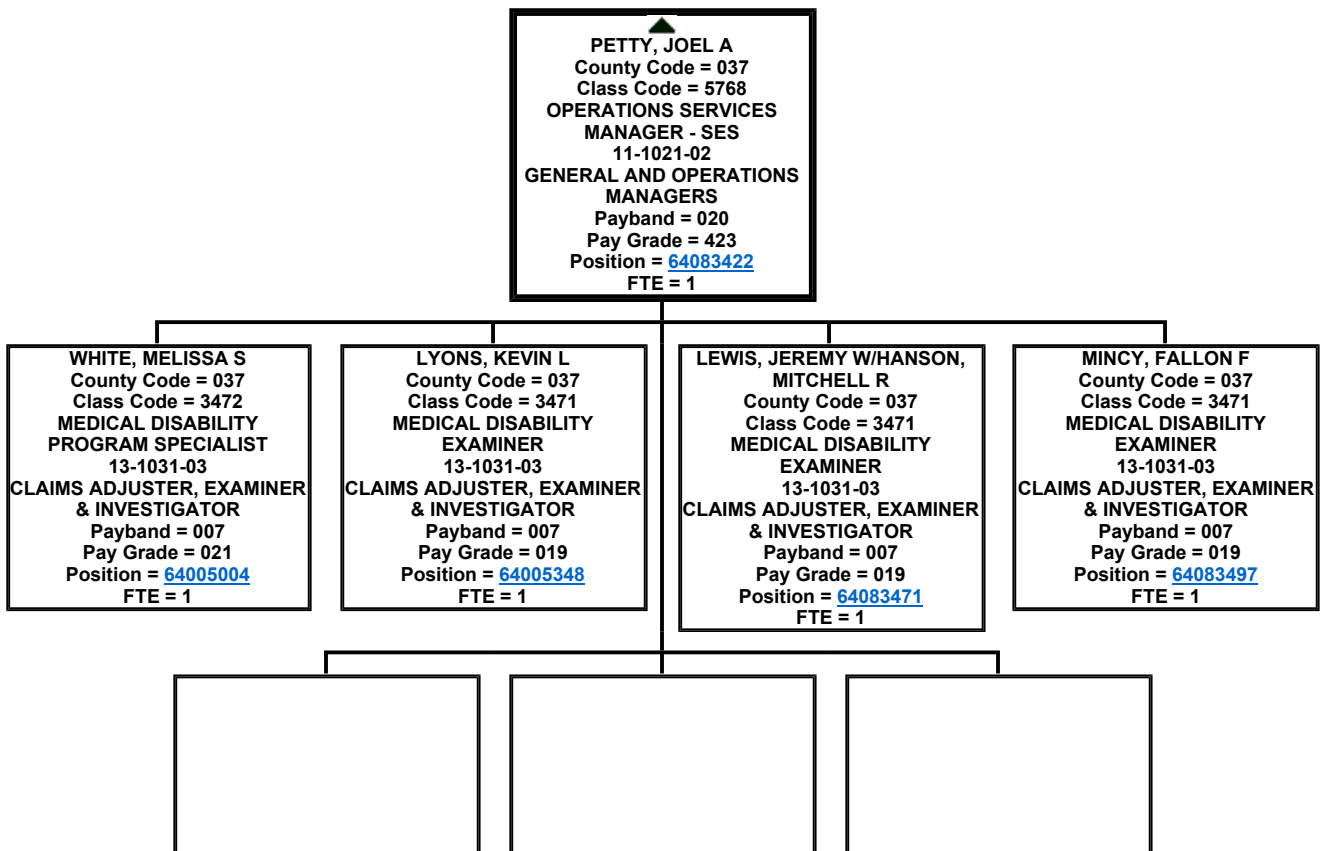 PETTY, JOEL A
County Code = 037
Class Code = 5768
OPERATIONS SERVICES
MANAGER - SES
11-1021-02
GENERAL AND OPERATIONS
MANAGERS
Payband = 020
Pay Grade = 423
Position = 64083422
FTE = 1
WHITE, MELISSA S
County Code = 037
Class Code = 3472
MEDICAL DISABILITY
PROGRAM SPECIALIST
13-1031-03
CLAIMS ADJUSTER, EXAMINER
& INVESTIGATOR
Payband = 007
Pay Grade = 021
Position = 64005004
FTE = 1
LYONS, KEVIN L
County Code = 037
Class Code = 3471
MEDICAL DISABILITY
EXAMINER
13-1031-03
CLAIMS ADJUSTER, EXAMINER
& INVESTIGATOR
Payband = 007
Pay Grade = 019
Position = 64005348
FTE = 1
LEWIS, JEREMY W/HANSON,
MITCHELL R
County Code = 037
Class Code = 3471
MEDICAL DISABILITY
EXAMINER
13-1031-03
CLAIMS ADJUSTER, EXAMINER
& INVESTIGATOR
Payband = 007
Pay Grade = 019
Position = 64083471
FTE = 1
MINCY, FALLON F
County Code = 037
Class Code = 3471
MEDICAL DISABILITY
EXAMINER
13-1031-03
CLAIMS ADJUSTER, EXAMINER
& INVESTIGATOR
Payband = 007
Pay Grade = 019
Position = 64083497
FTE = 1